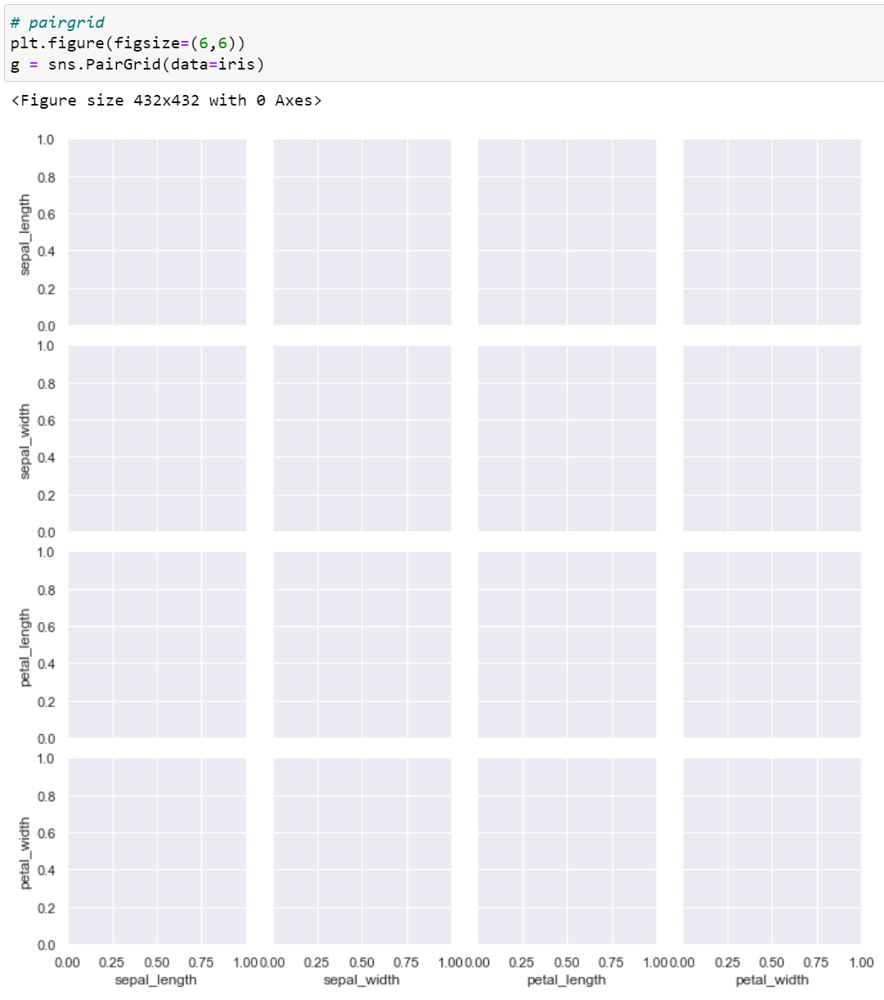 # pairgrid
plt.figure(figsize=(6,6))
g = sns.PairGrid(data=iris)
<Figure size 432x432 with 0 Axes>
1.0
0.8
0.6
0.4
0.2
0.0
sepal_length
1.0
0.8
0.6
0.4
0.2
0.0
sepal_width
1.0
0.8
0.6
0.4
0.2
0.0
petal_length
1.0
0.8
0.6
0.4
0.2
0.0
petal_width
0.00 0.25 0.50 0.75 1.00 0.00 0.25 0.50 0.75 1.00 0.00 0.25 0.50 0.75 1.00 0.00 0.25 0.50 0.75 1.00
sepal_length sepal_width petal_length petal_width